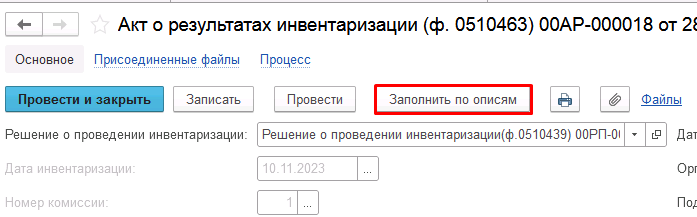 Акт о результатах инвентаризации (ф. 0510463) 00АР-000018 от 28
Основное Присоединенные файлы Процесс
Провести и закрыть Записать Провести Заполнить по описям Файлы
Решение о проведении инвентаризации: Решение о проведении инвентаризации(ф.0510439) 00РП-00 Дат
Дата инвентаризации: 10.11.2023 ... Орг
Номер комиссии: 1 ... Под